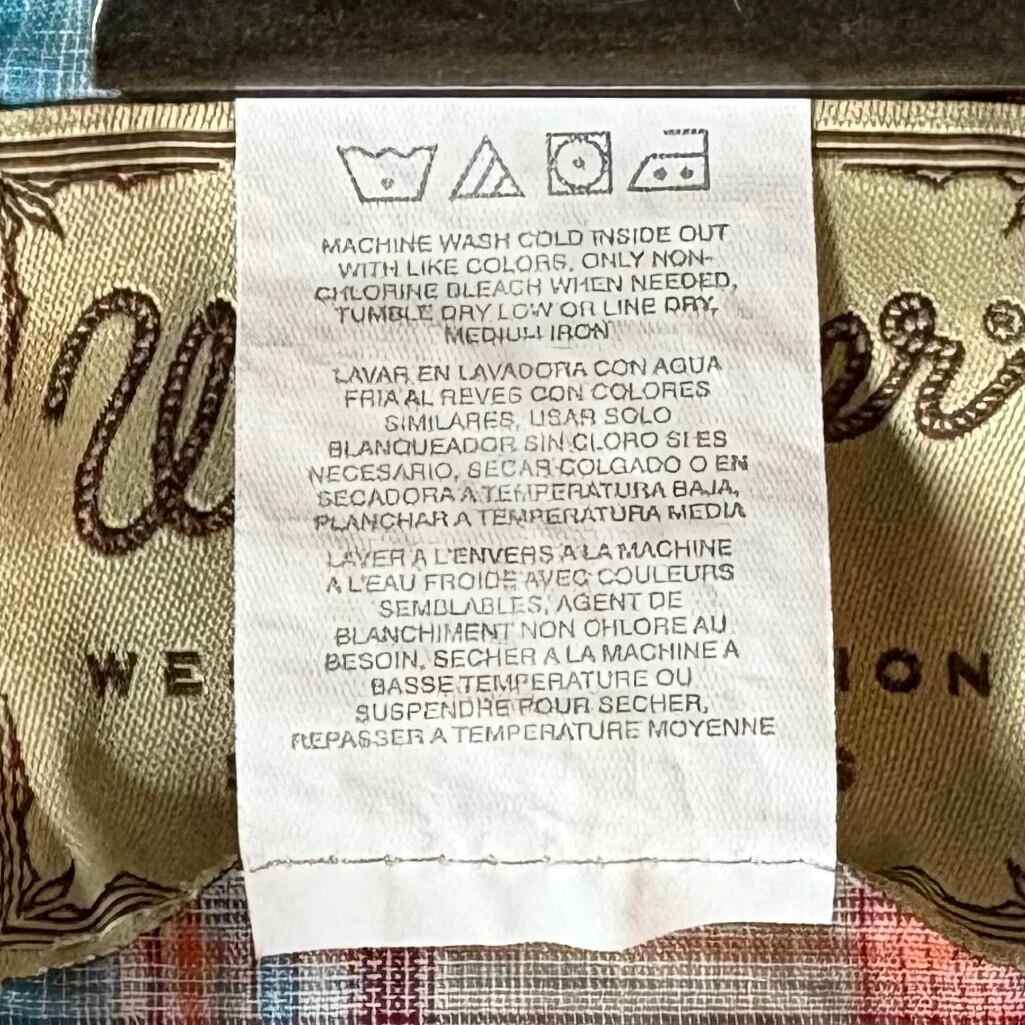 MACHINE WASH COLD INSIDE OUT
WITH LIKE COLORS, ONLY NON-
CHLORINE BLEACH WHEN NEEDED,
TUMBLE DRY LOW OR LINE DRY,
MEDIUM IRON
LAVAR EN LAVADORA CON AGUA
FRIA AL REVES CON COLORES
SIMILARES, USAR SOLO
BLANQUEADOR SIN CLORO SI ES
NECESARIO, SECAR COLGADO O EN
SECADORA A TEMPERATURA BAJA,
PLANCHAR A TEMPERATURA MEDIA
LAVER A L'ENVERS A LA MACHINE
A L'EAU FROIDE AVEC COULEURS
SEMBLABLES, AGENT DE
BLANCHIMENT NON CHLORE AU
BESOIN, SECHER A LA MACHINE A
BASSE TEMPERATURE OU
SUSPENDRE POUR SECHER,
REPASSER A TEMPERATURE MOYENNE